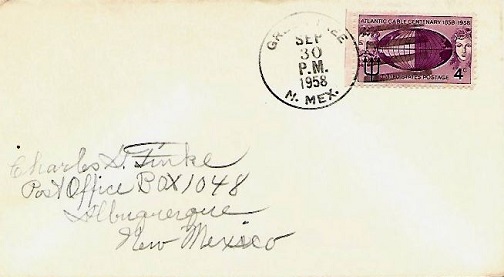 ATLANTIC CABLE CENTENARY 1858-1958
SEP
30
P.M.
1958
N. MEX.
UNITED STATES POSTAGE
4¢
Charles D. Finke
Post Office Box 1048
Albuquerque
New Mexico